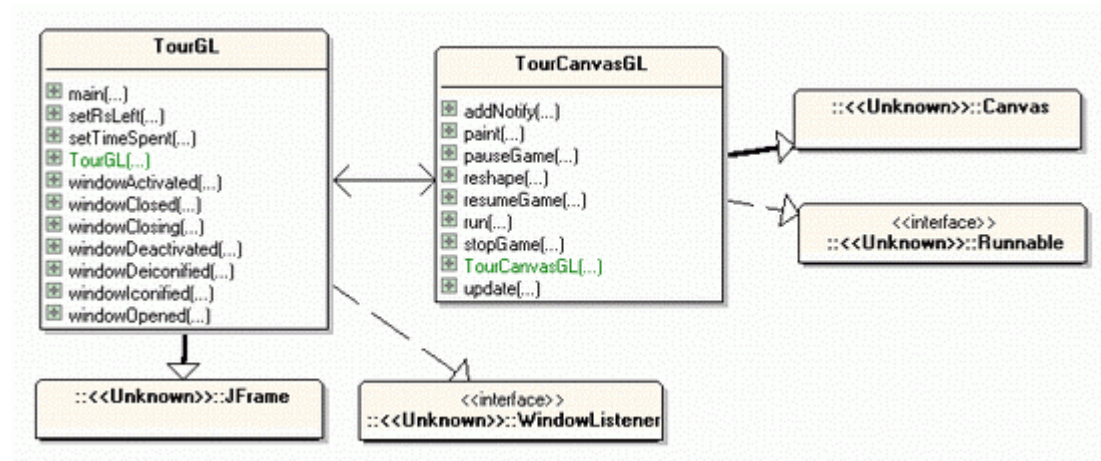 TourGL
main(...)
setRsLeft(...)
setTimeSpent(...)
TourGL(...)
windowActivated(...)
windowClosed(...)
windowClosing(...)
windowDeactivated(...)
windowDeiconified(...)
windowIconified(...)
windowOpened(...)
TourCanvasGL
addNotify(...)
paint(...)
pauseGame(...)
reshape(...)
resumeGame(...)
run(...)
stopGame(...)
TourCanvasGL(...)
update(...)
::<<Unknown>>::Canvas
<<interface>>
::<<Unknown>>::Runnable
::<<Unknown>>::JFrame
<<interface>>
::<<Unknown>>::WindowListener